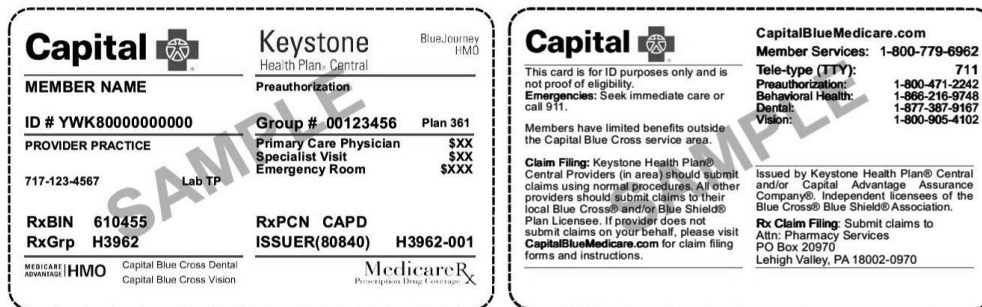 Capital
Keystone
Health Plan® Central
BlueJourney
HMO
MEMBER NAME
Preauthorization
ID # YWK80000000000
Group # 00123456
Plan 361
PROVIDER PRACTICE
Primary Care Physician $XX
Specialist Visit $XX
Emergency Room $XXX
717-123-4567
Lab TP
RxBIN 610455
RxPCN CAPD
RxGrp H3962
ISSUER(80840) H3962-001
MEDICARE
ADVANTAGE
HMO
Capital Blue Cross Dental
Capital Blue Cross Vision
MedicareRx
Prescription Drug Coverage
SAMPLE
Capital
This card is for ID purposes only and is
not proof of eligibility.
Emergencies: Seek immediate care or
call 911.
Members have limited benefits outside
the Capital Blue Cross service area.
Claim Filing: Keystone Health Plan®
Central Providers (in area) should submit
claims using normal procedures. All other
providers should submit claims to their
local Blue Cross® and/or Blue Shield®
Plan Licensee. If provider does not
submit claims on your behalf, please visit
CapitalBlueMedicare.com for claim filing
forms and instructions.
CapitalBlueMedicare.com
Member Services: 1-800-779-6962
Tele-type (TTY): 711
Preauthorization: 1-800-471-2242
Behavioral Health: 1-866-216-9748
Dental: 1-877-387-9167
Vision: 1-800-905-4102
Issued by Keystone Health Plan® Central
and/or Capital Advantage Assurance
Company®. Independent licensees of the
Blue Cross® Blue Shield® Association.
Rx Claim Filing: Submit claims to
Attn: Pharmacy Services
PO Box 20970
Lehigh Valley, PA 18002-0970
SAMPLE